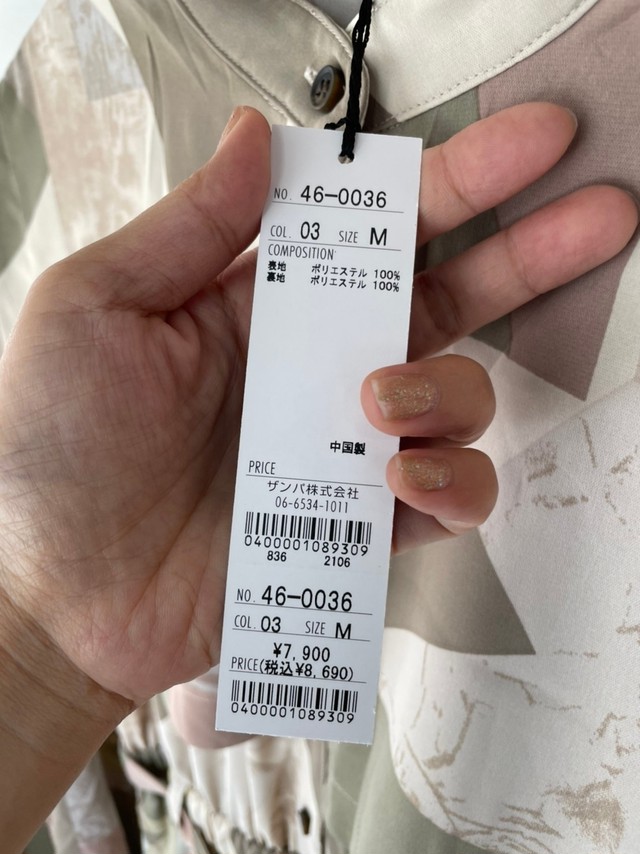 NO. 46-0036
COL. 03 SIZE M
COMPOSITION
表地 ポリエステル 100%
裏地 ポリエステル 100%
中国製
PRICE
ザンパ株式会社
06-6534-1011
0400001089309
836 2106
NO. 46-0036
COL. 03 SIZE M
¥7,900
PRICE(税込¥8,690)
0400001089309